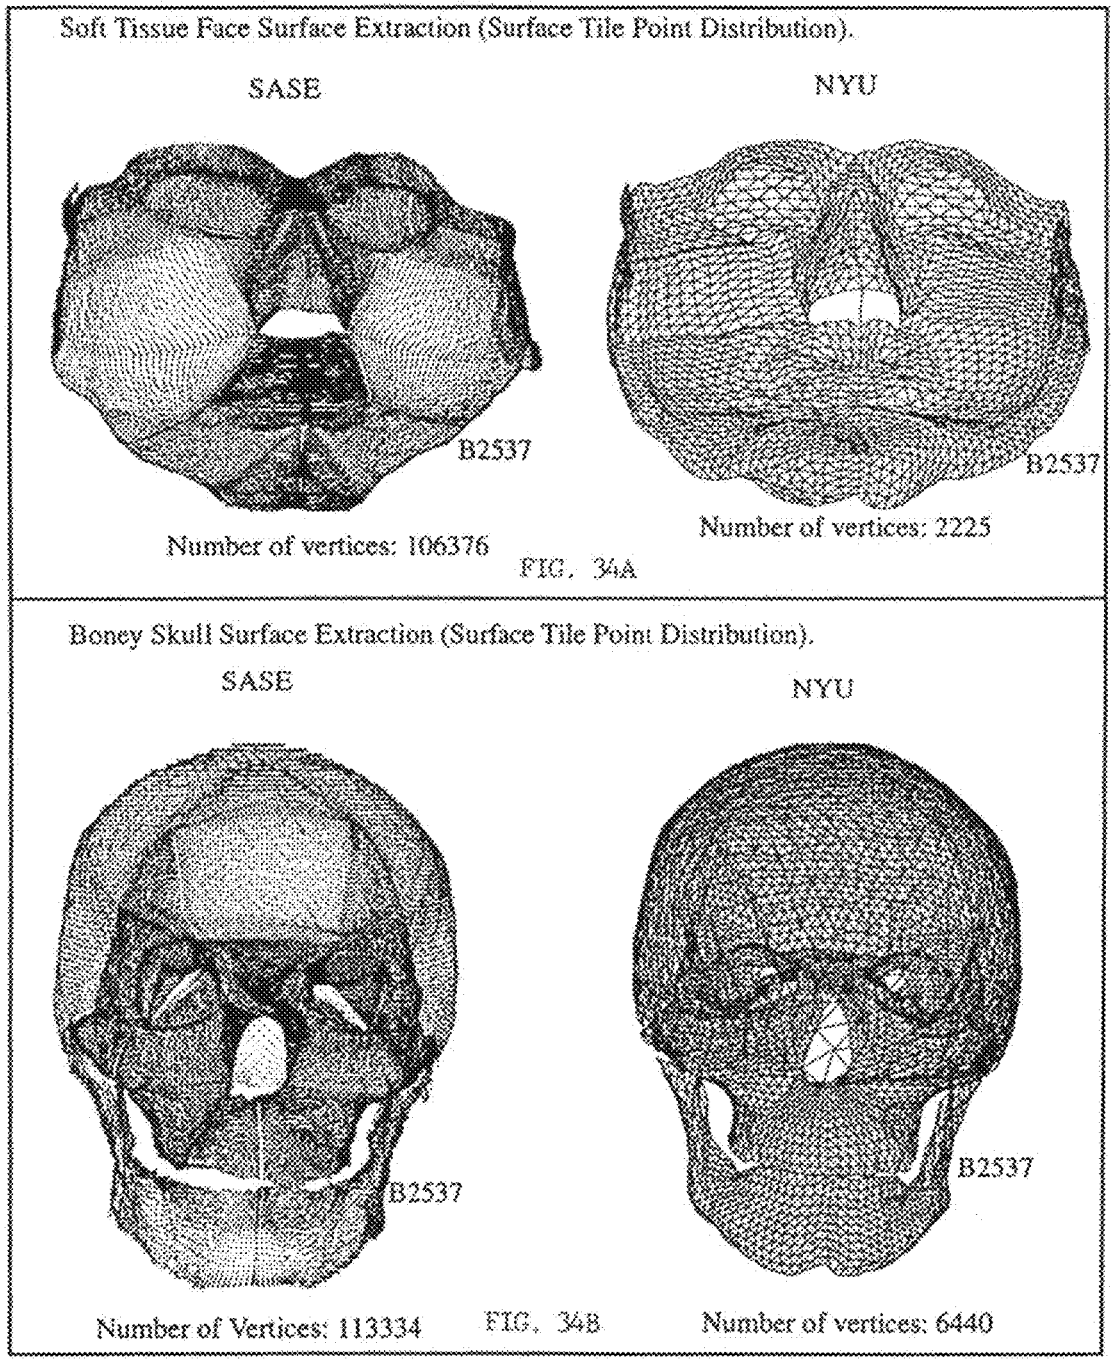 Soft Tissue Face Surface Extraction (Surface Tile Point Distribution).
SASE
NYU
B2537
B2537
Number of vertices: 106376
Number of vertices: 2225
FIG. 34A
Boney Skull Surface Extraction (Surface Tile Point Distribution).
SASE
NYU
B2537
B2537
Number of Vertices: 113334
FIG. 34B
Number of vertices: 6440